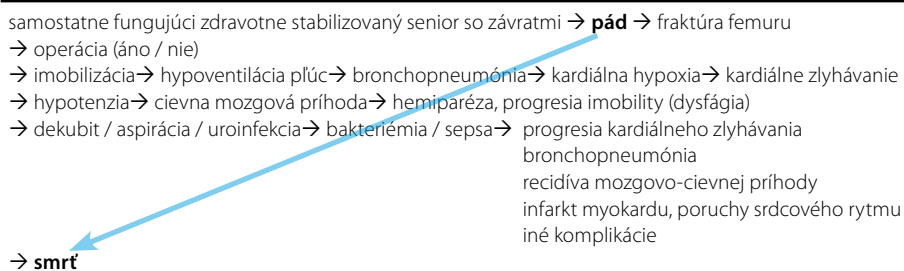 samostatne fungujúci zdravotne stabilizovaný senior so závratmi → pád → fraktúra femuru
→ operácia (áno / nie)
→ imobilizácia→ hypoventilácia pľúc→ bronchopneumónia→ kardiálna hypoxia→ kardiálne zlyhávanie
→ hypotenzia→ cievna mozgová príhoda→ hemiparéza, progresia imobility (dysfágia)
→ dekubit / aspirácia / uroinfekcia→ bakteriémia / sepsa→ progresia kardiálneho zlyhávania
bronchopneumónia
recidíva mozgovo-cievnej príhody
infarkt myokardu, poruchy srdcového rytmu
iné komplikácie
→ smrť